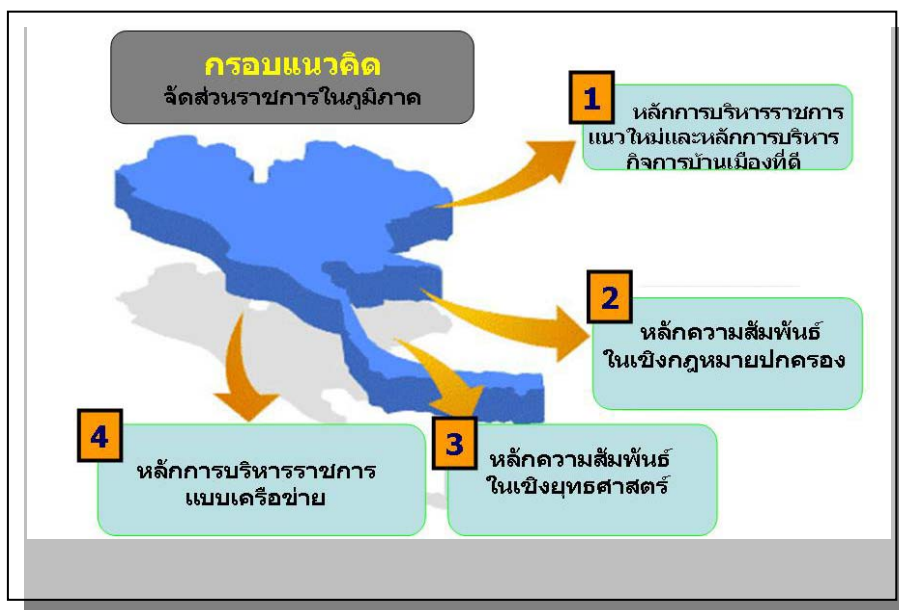 กรอบแนวคิด
จัดส่วนราชการในภูมิภาค
1
หลักการบริหารราชการ
แนวใหม่และหลักการบริหาร
กิจการบ้านเมืองที่ดี
2
หลักความสัมพันธ์
ในเชิงกฎหมายปกครอง
3
หลักความสัมพันธ์
ในเชิงยุทธศาสตร์
4
หลักการบริหารราชการ
แบบเครือข่าย